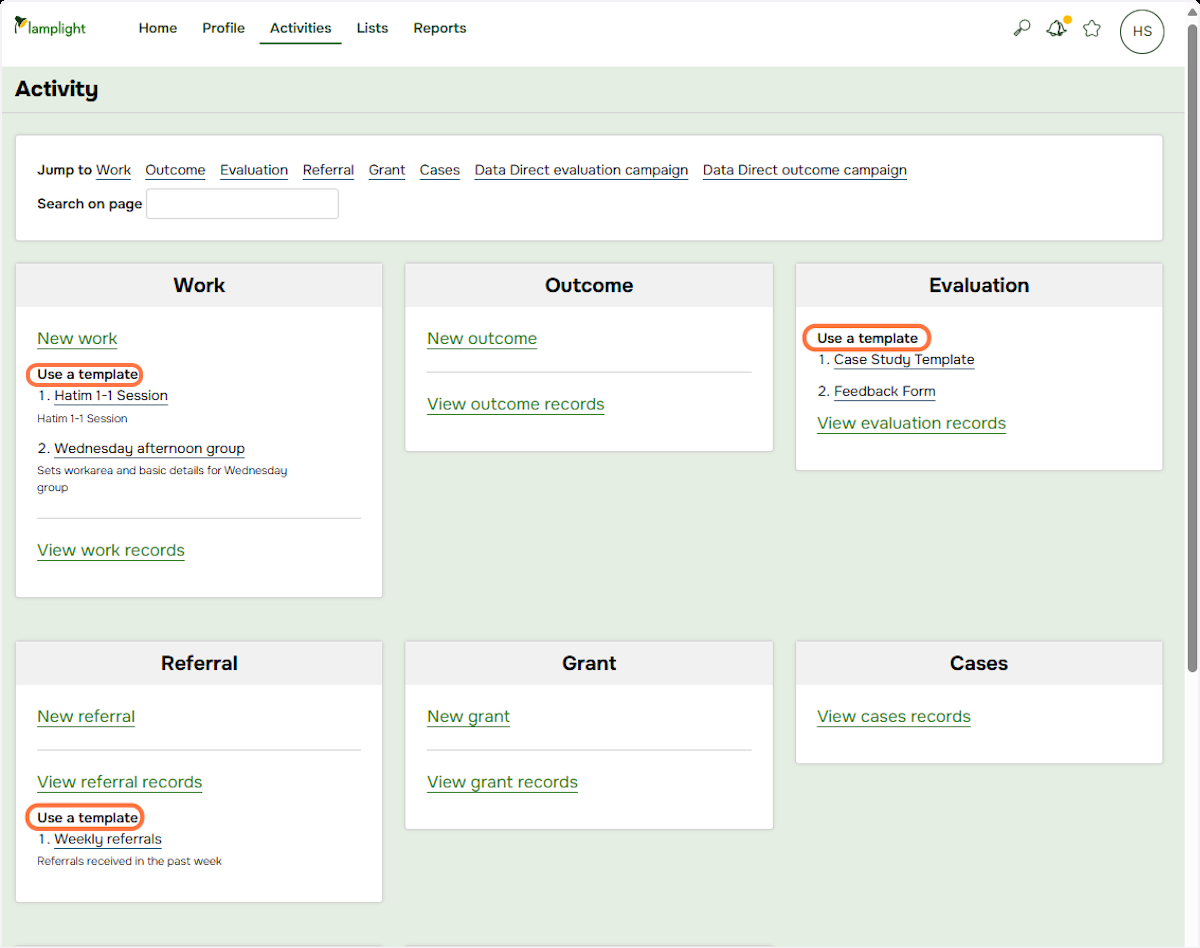 lamplight
Home Profile Activities Lists Reports
HS
Activity
Jump to Work Outcome Evaluation Referral Grant Cases Data Direct evaluation campaign Data Direct outcome campaign
Search on page
Work
New work
Use a template
1. Hatim 1-1 Session
Hatim 1-1 Session
2. Wednesday afternoon group
Sets workarea and basic details for Wednesday
group
View work records
Outcome
New outcome
View outcome records
Evaluation
Use a template
1. Case Study Template
2. Feedback Form
View evaluation records
Referral
New referral
View referral records
Use a template
1. Weekly referrals
Referrals received in the past week
Grant
New grant
View grant records
Cases
View cases records